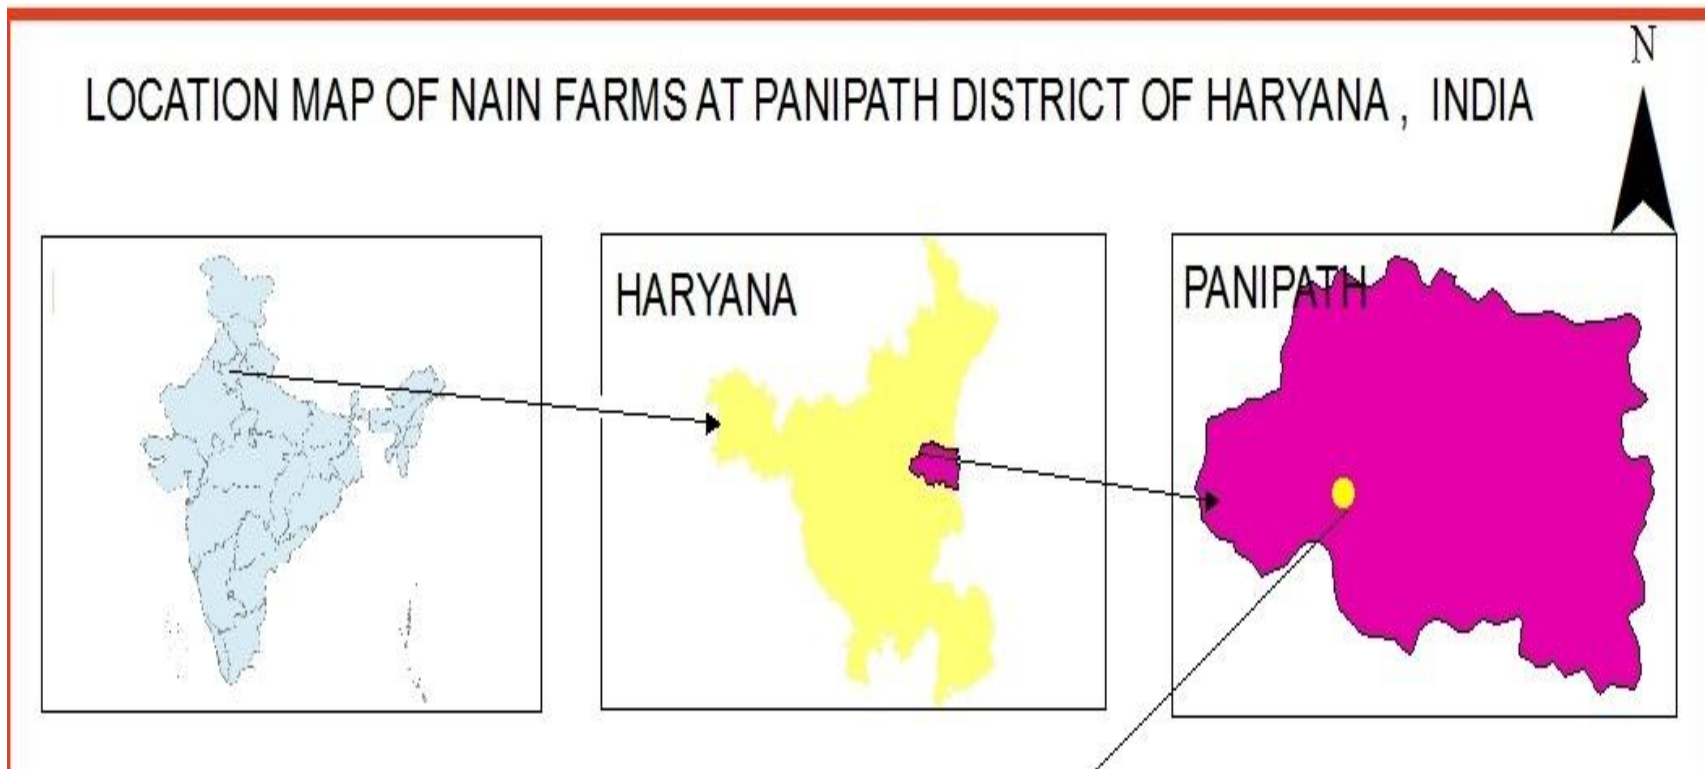 N
LOCATION MAP OF NAIN FARMS AT PANIPATH DISTRICT OF HARYANA , INDIA
HARYANA
PANIPATH